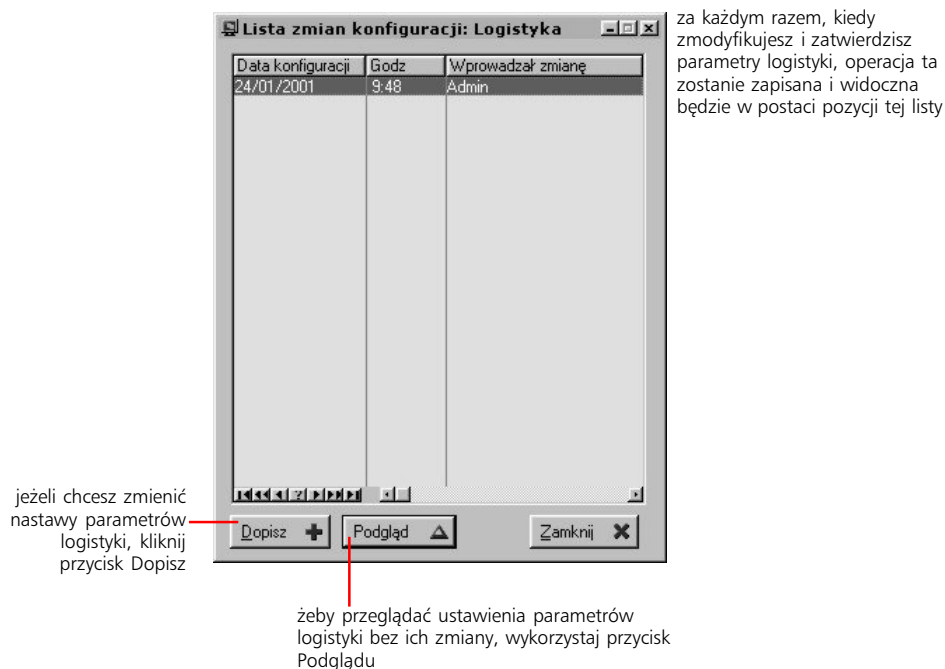 Lista zmian konfiguracji: Logistyka
Data konfiguracji Godz Wprowadzał zmianę
24/01/2001 9:48 Admin
za każdym razem, kiedy
zmodyfikujesz i zatwierdzisz
parametry logistyki, operacja ta
zostanie zapisana i widoczna
będzie w postaci pozycji tej listy
jeżeli chcesz zmienić
nastawy parametrów
logistyki, kliknij
przycisk Dopisz
Dopisz Podgląd Zamknij
żeby przeglądać ustawienia parametrów
logistyki bez ich zmiany, wykorzystaj przycisk
Podglądu